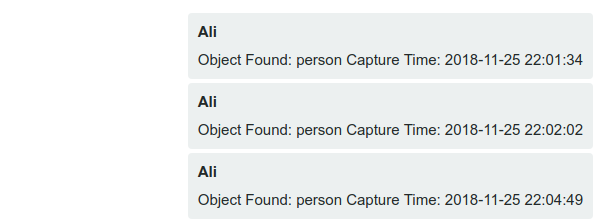 Ali
Object Found: person Capture Time: 2018-11-25 22:01:34
Ali
Object Found: person Capture Time: 2018-11-25 22:02:02
Ali
Object Found: person Capture Time: 2018-11-25 22:04:49